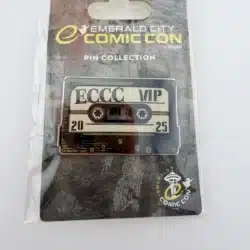 EMERALD CITY
COMIC CON
PIN COLLECTION
ECCC VIP
20 25
COMIC CON